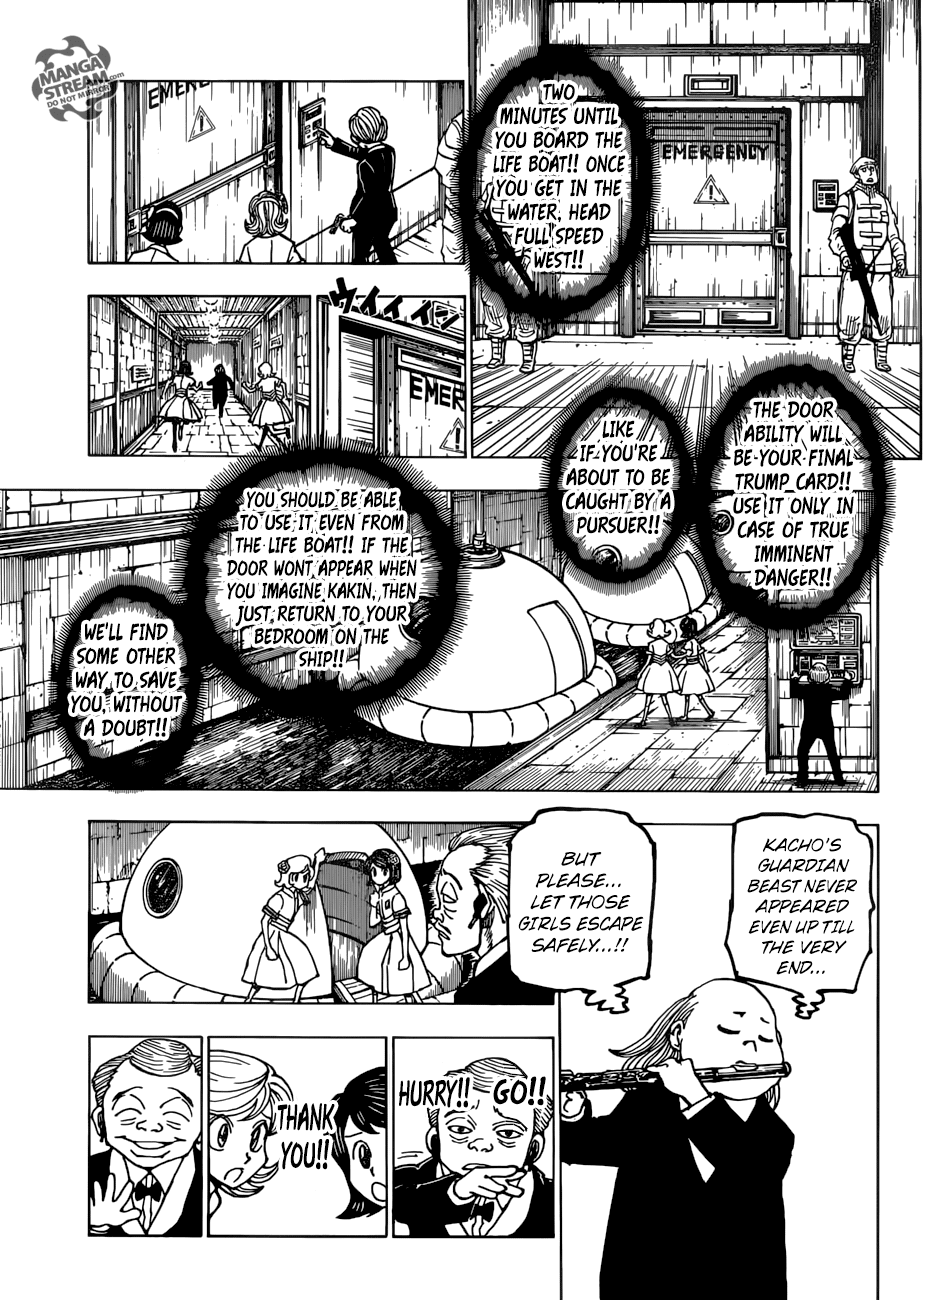 MANGA
STREAM.com
DO NOT MIRROR
TWO
MINUTES UNTIL
YOU BOARD THE
LIFE BOAT!! ONCE
YOU GET IN THE
WATER, HEAD
FULL SPEED
WEST!!
EMERGENCY
EMERGE
ウィィィン
EMER
THE DOOR
ABILITY WILL
BE YOUR FINAL
TRUMP CARD!!
USE IT ONLY IN
CASE OF TRUE
IMMINENT
DANGER!!
LIKE
IF YOU'RE
ABOUT TO BE
CAUGHT BY A
PURSUER!!
YOU SHOULD BE ABLE
TO USE IT EVEN FROM
THE LIFE BOAT!! IF THE
DOOR WONT APPEAR WHEN
YOU IMAGINE KAKIN, THEN
JUST RETURN TO YOUR
BEDROOM ON THE
SHIP!!
WE'LL FIND
SOME OTHER
WAY TO SAVE
YOU, WITHOUT
A DOUBT!!
KACHO'S
GUARDIAN
BEAST NEVER
APPEARED
EVEN UP TILL
THE VERY
END...
BUT
PLEASE...
LET THOSE
GIRLS ESCAPE
SAFELY...!!
HURRY!! GO!!
THANK
YOU!!